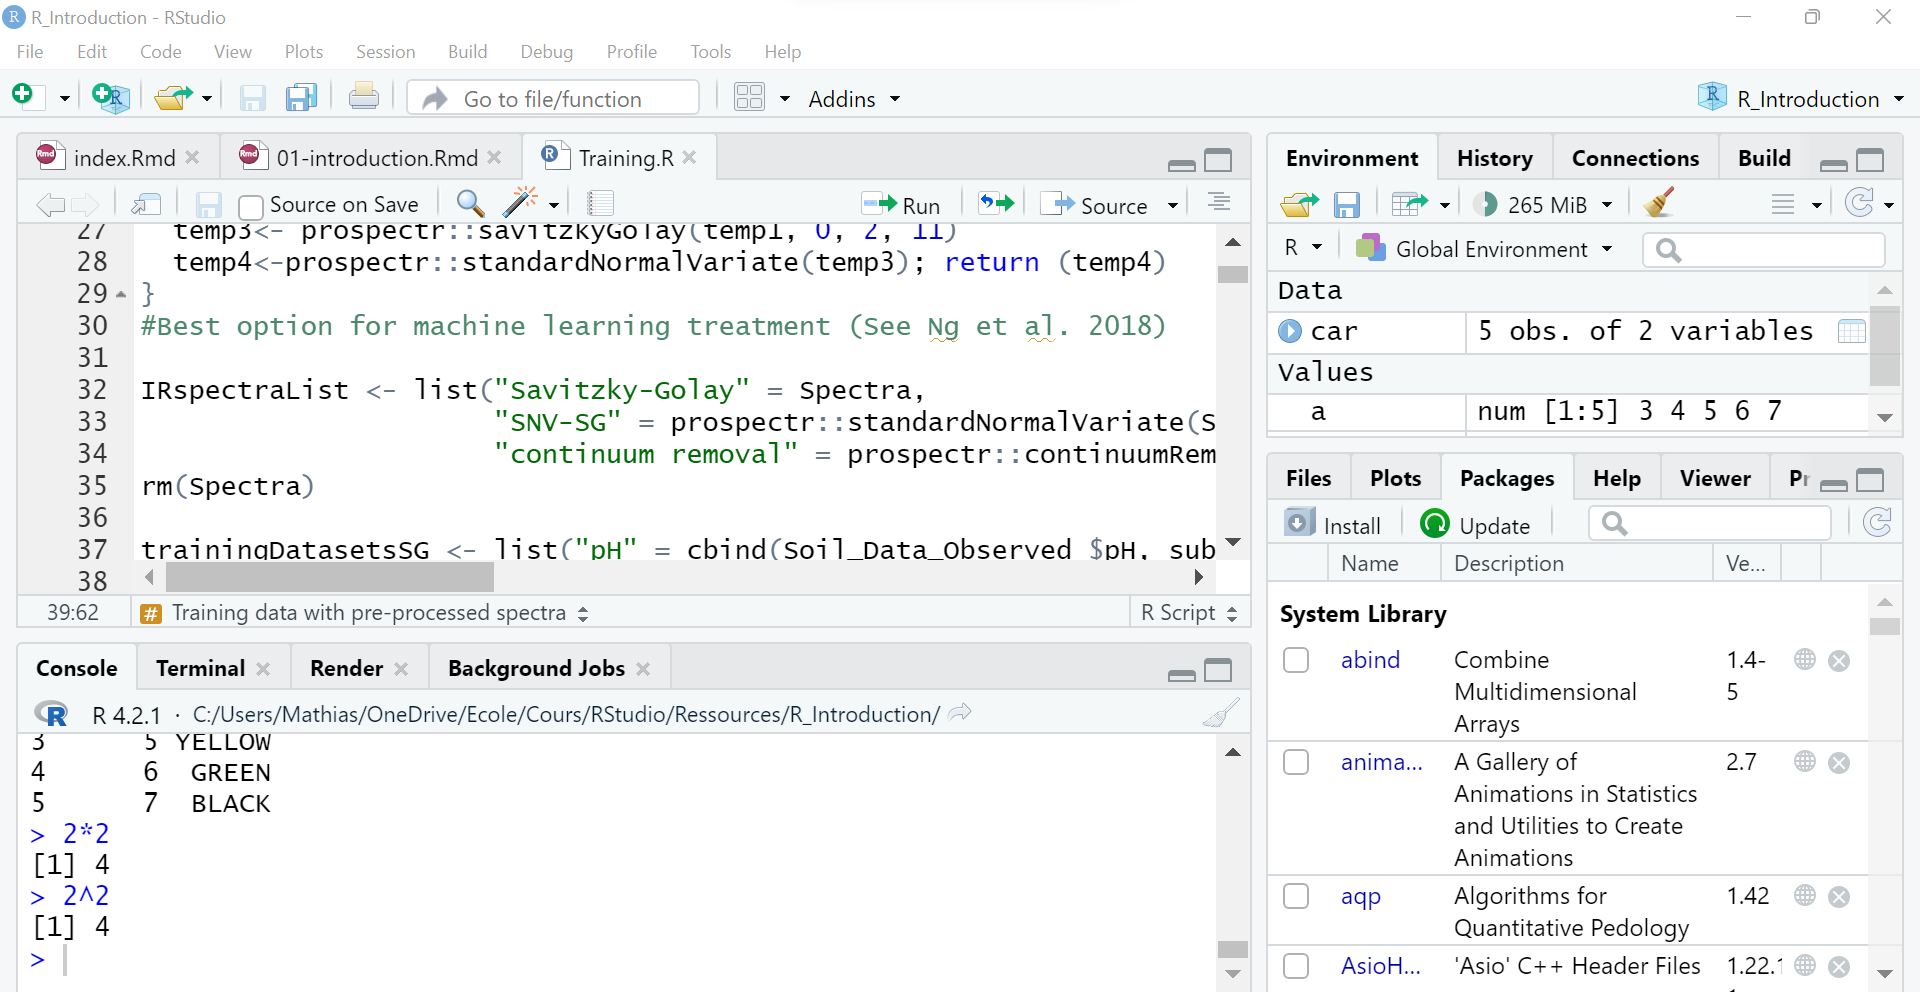 R_Introduction - RStudio
File Edit Code View Plots Session Build Debug Profile Tools Help
Go to file/function Addins R_Introduction
index.Rmd 01-introduction.Rmd Training.R
Source on Save Run Source
27 temp3<- prospectr::savitzkyGolay(temp1, 0, 2, 11)
28 temp4<-prospectr::standardNormalVariate(temp3); return (temp4)
29 }
30 #Best option for machine learning treatment (See Ng et al. 2018)
31
32 IRspectraList <- list("Savitzky-Golay" = Spectra,
33 "SNV-SG" = prospectr::standardNormalVariate(S
34 "continuum removal" = prospectr::continuumRem
35 rm(Spectra)
36
37 trainingDatasetsSG <- list("pH" = cbind(Soil_Data_Observed $pH, sub
38
39:62 # Training data with pre-processed spectra R Script
Console Terminal Render Background Jobs
R 4.2.1 · C:/Users/Mathias/OneDrive/Ecole/Cours/RStudio/Ressources/R_Introduction/
3 5 YELLOW
4 6 GREEN
5 7 BLACK
> 2*2
[1] 4
> 2^2
[1] 4
>
Environment History Connections Build
265 MiB
R Global Environment
Data
car 5 obs. of 2 variables
Values
a num [1:5] 3 4 5 6 7
Files Plots Packages Help Viewer Pr
Install Update
Name Description Ve...
System Library
abind Combine 1.4-
Multidimensional 5
Arrays
anima... A Gallery of 2.7
Animations in Statistics
and Utilities to Create
Animations
aqp Algorithms for 1.42
Quantitative Pedology
AsioH... 'Asio' C++ Header Files 1.22.1